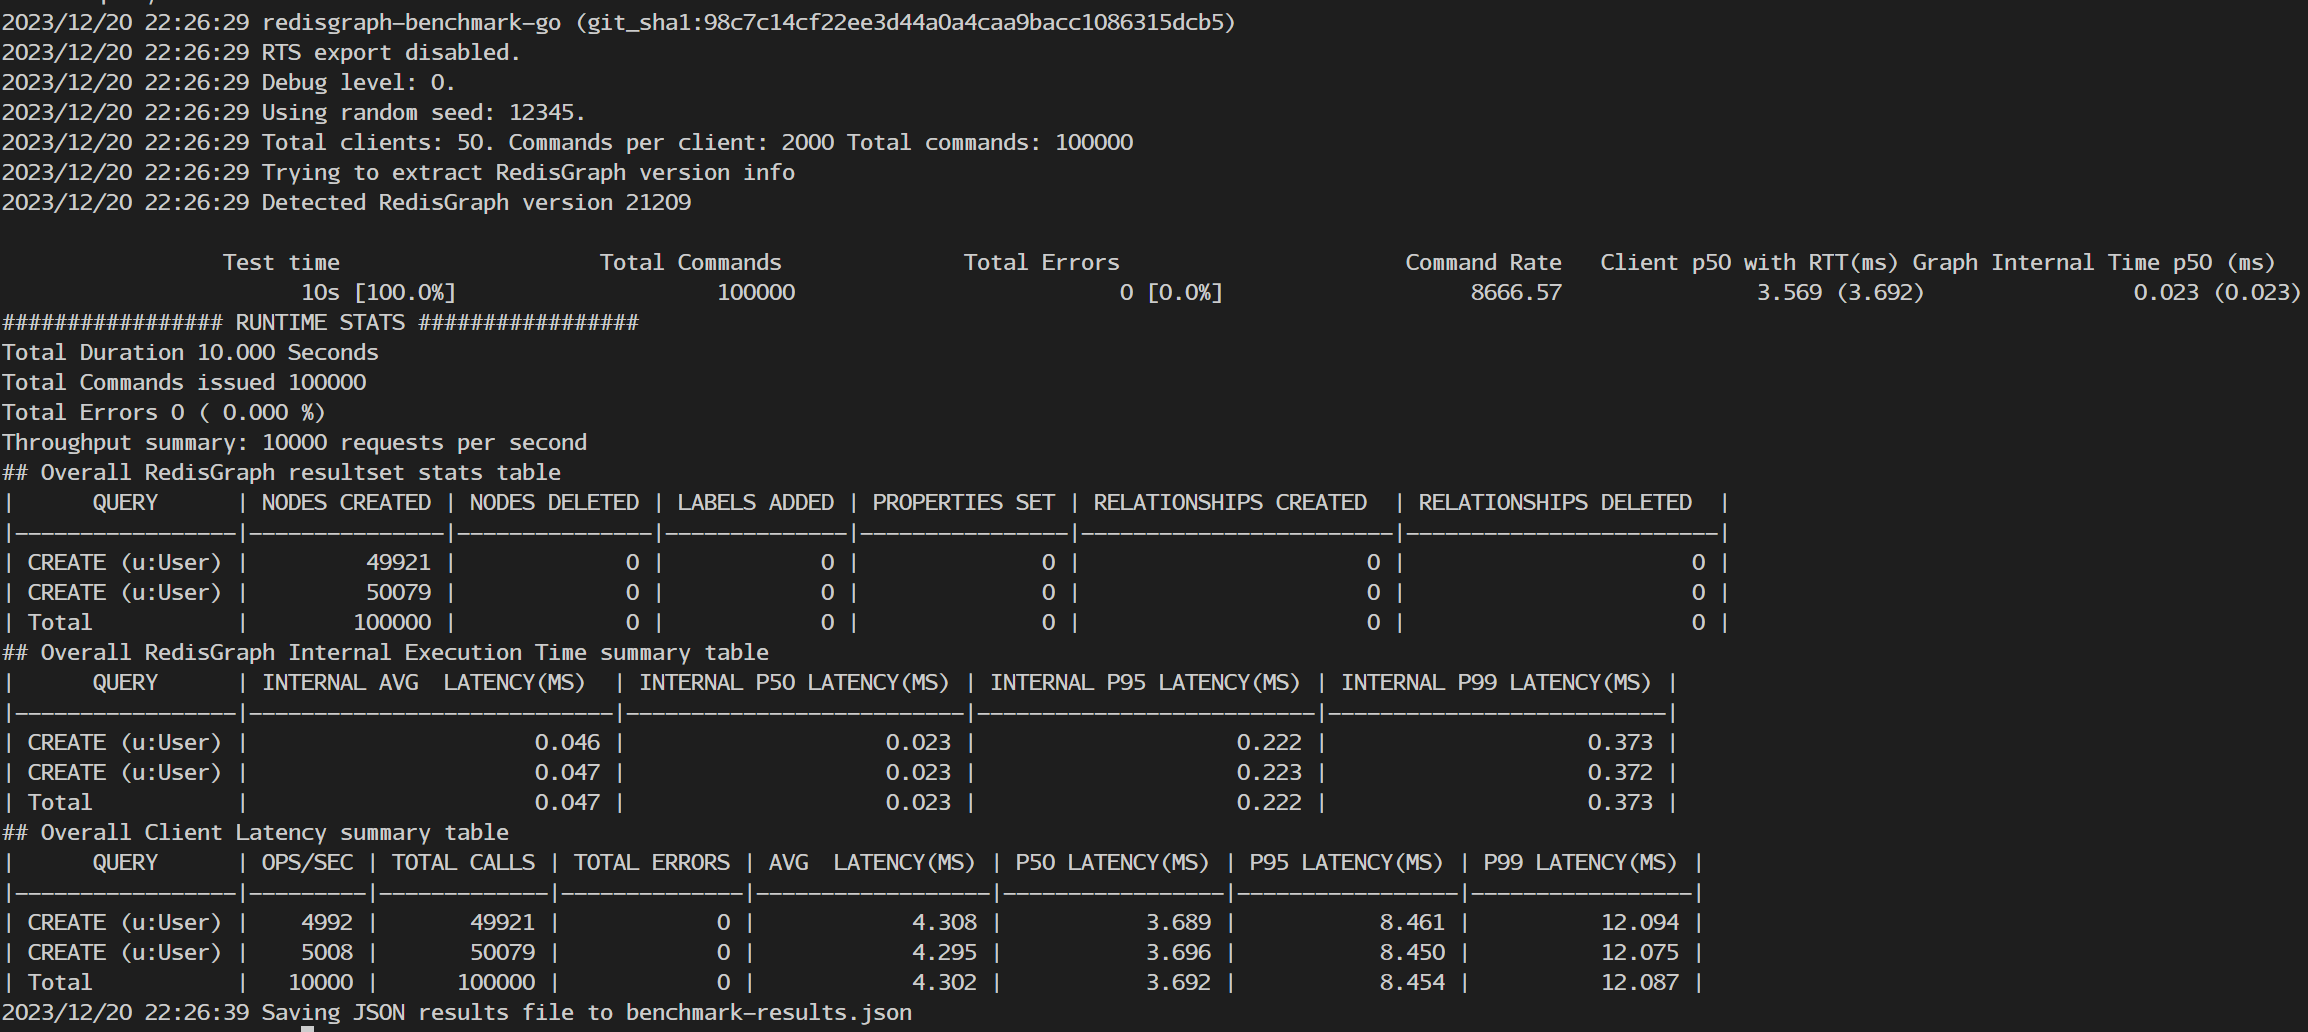 2023/12/20 22:26:29 redisgraph-benchmark-go (git_sha1:98c7c14cf22ee3d44a0a4caa9bacc1086315dcb5)
2023/12/20 22:26:29 RTS export disabled.
2023/12/20 22:26:29 Debug level: 0.
2023/12/20 22:26:29 Using random seed: 12345.
2023/12/20 22:26:29 Total clients: 50. Commands per client: 2000 Total commands: 100000
2023/12/20 22:26:29 Trying to extract RedisGraph version info
2023/12/20 22:26:29 Detected RedisGraph version 21209
Test time Total Commands Total Errors Command Rate Client p50 with RTT(ms) Graph Internal Time p50 (ms)
10s [100.0%] 100000 0 [0.0%] 8666.57 3.569 (3.692) 0.023 (0.023)
################# RUNTIME STATS #################
Total Duration 10.000 Seconds
Total Commands issued 100000
Total Errors 0 ( 0.000 %)
Throughput summary: 10000 requests per second
## Overall RedisGraph resultset stats table
| QUERY | NODES CREATED | NODES DELETED | LABELS ADDED | PROPERTIES SET | RELATIONSHIPS CREATED | RELATIONSHIPS DELETED |
|-----------------|---------------|---------------|--------------|----------------|------------------------|------------------------|
| CREATE (u:User) | 49921 | 0 | 0 | 0 | 0 | 0 |
| CREATE (u:User) | 50079 | 0 | 0 | 0 | 0 | 0 |
| Total | 100000 | 0 | 0 | 0 | 0 | 0 |
## Overall RedisGraph Internal Execution Time summary table
| QUERY | INTERNAL AVG LATENCY(MS) | INTERNAL P50 LATENCY(MS) | INTERNAL P95 LATENCY(MS) | INTERNAL P99 LATENCY(MS) |
|-----------------|----------------------------|--------------------------|--------------------------|--------------------------|
| CREATE (u:User) | 0.046 | 0.023 | 0.222 | 0.373 |
| CREATE (u:User) | 0.047 | 0.023 | 0.223 | 0.372 |
| Total | 0.047 | 0.023 | 0.222 | 0.373 |
## Overall Client Latency summary table
| QUERY | OPS/SEC | TOTAL CALLS | TOTAL ERRORS | AVG LATENCY(MS) | P50 LATENCY(MS) | P95 LATENCY(MS) | P99 LATENCY(MS) |
|-----------------|---------|-------------|--------------|------------------|-----------------|-----------------|-----------------|
| CREATE (u:User) | 4992 | 49921 | 0 | 4.308 | 3.689 | 8.461 | 12.094 |
| CREATE (u:User) | 5008 | 50079 | 0 | 4.295 | 3.696 | 8.450 | 12.075 |
| Total | 10000 | 100000 | 0 | 4.302 | 3.692 | 8.454 | 12.087 |
2023/12/20 22:26:39 Saving JSON results file to benchmark-results.json